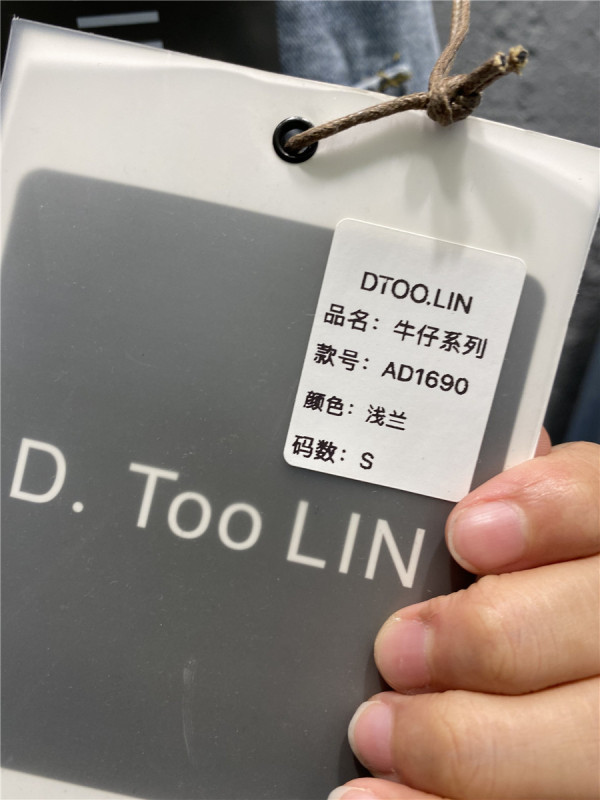 DTOO.LIN
品名：牛仔系列
款号：AD1690
颜色：浅兰
码数：S
D. Too LIN